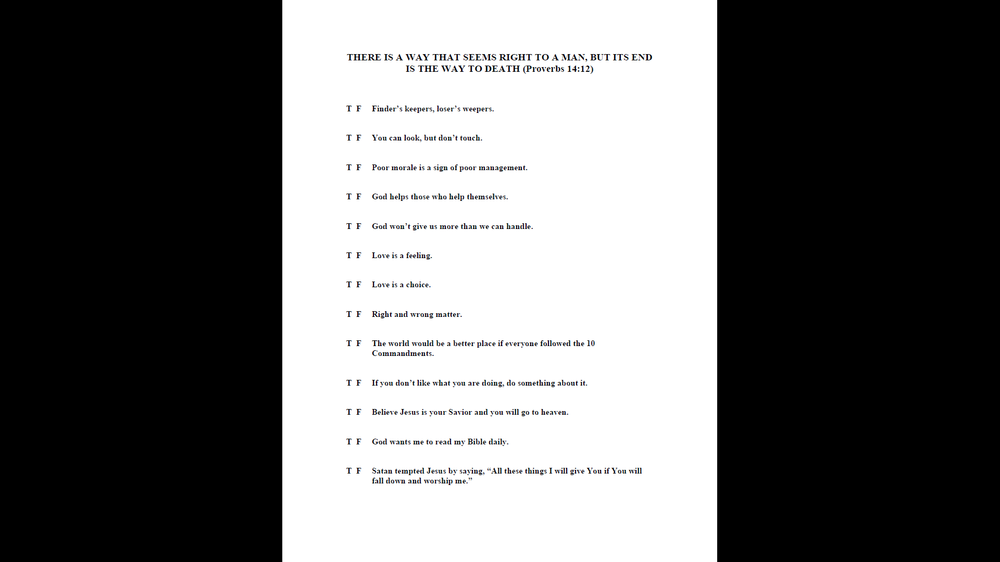 THERE IS A WAY THAT SEEMS RIGHT TO A MAN, BUT ITS END
IS THE WAY TO DEATH (Proverbs 14:12)
T F Finder’s keepers, loser’s weepers.
T F You can look, but don’t touch.
T F Poor morale is a sign of poor management.
T F God helps those who help themselves.
T F God won’t give us more than we can handle.
T F Love is a feeling.
T F Love is a choice.
T F Right and wrong matter.
T F The world would be a better place if everyone followed the 10
Commandments.
T F If you don’t like what you are doing, do something about it.
T F Believe Jesus is your Savior and you will go to heaven.
T F God wants me to read my Bible daily.
T F Satan tempted Jesus by saying, “All these things I will give You if You will
fall down and worship me.”